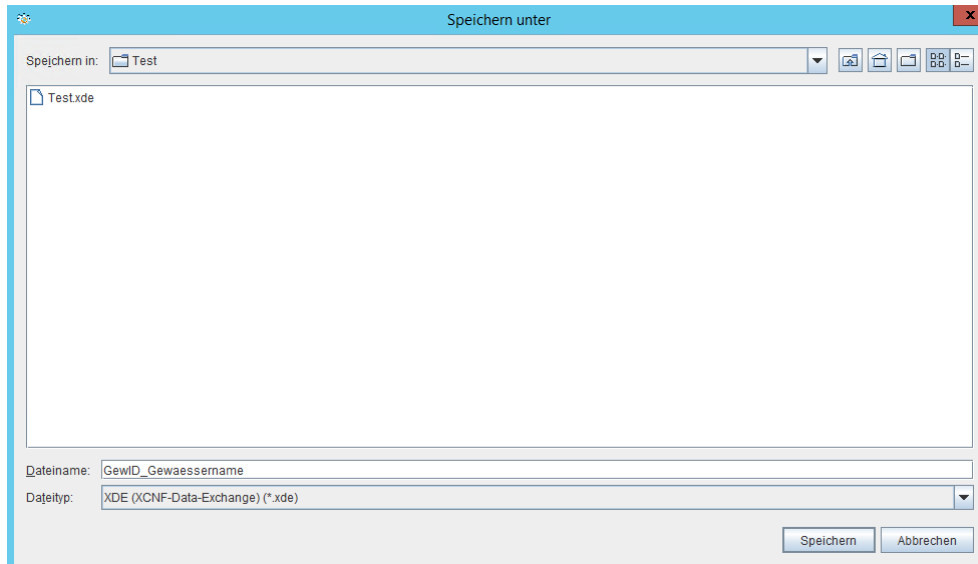 Speichern unter
Speichern in: Test
Test.xde
Dateiname: GewID_Gewaessername
Dateityp: XDE (XCNF-Data-Exchange) (*.xde)
Speichern Abbrechen